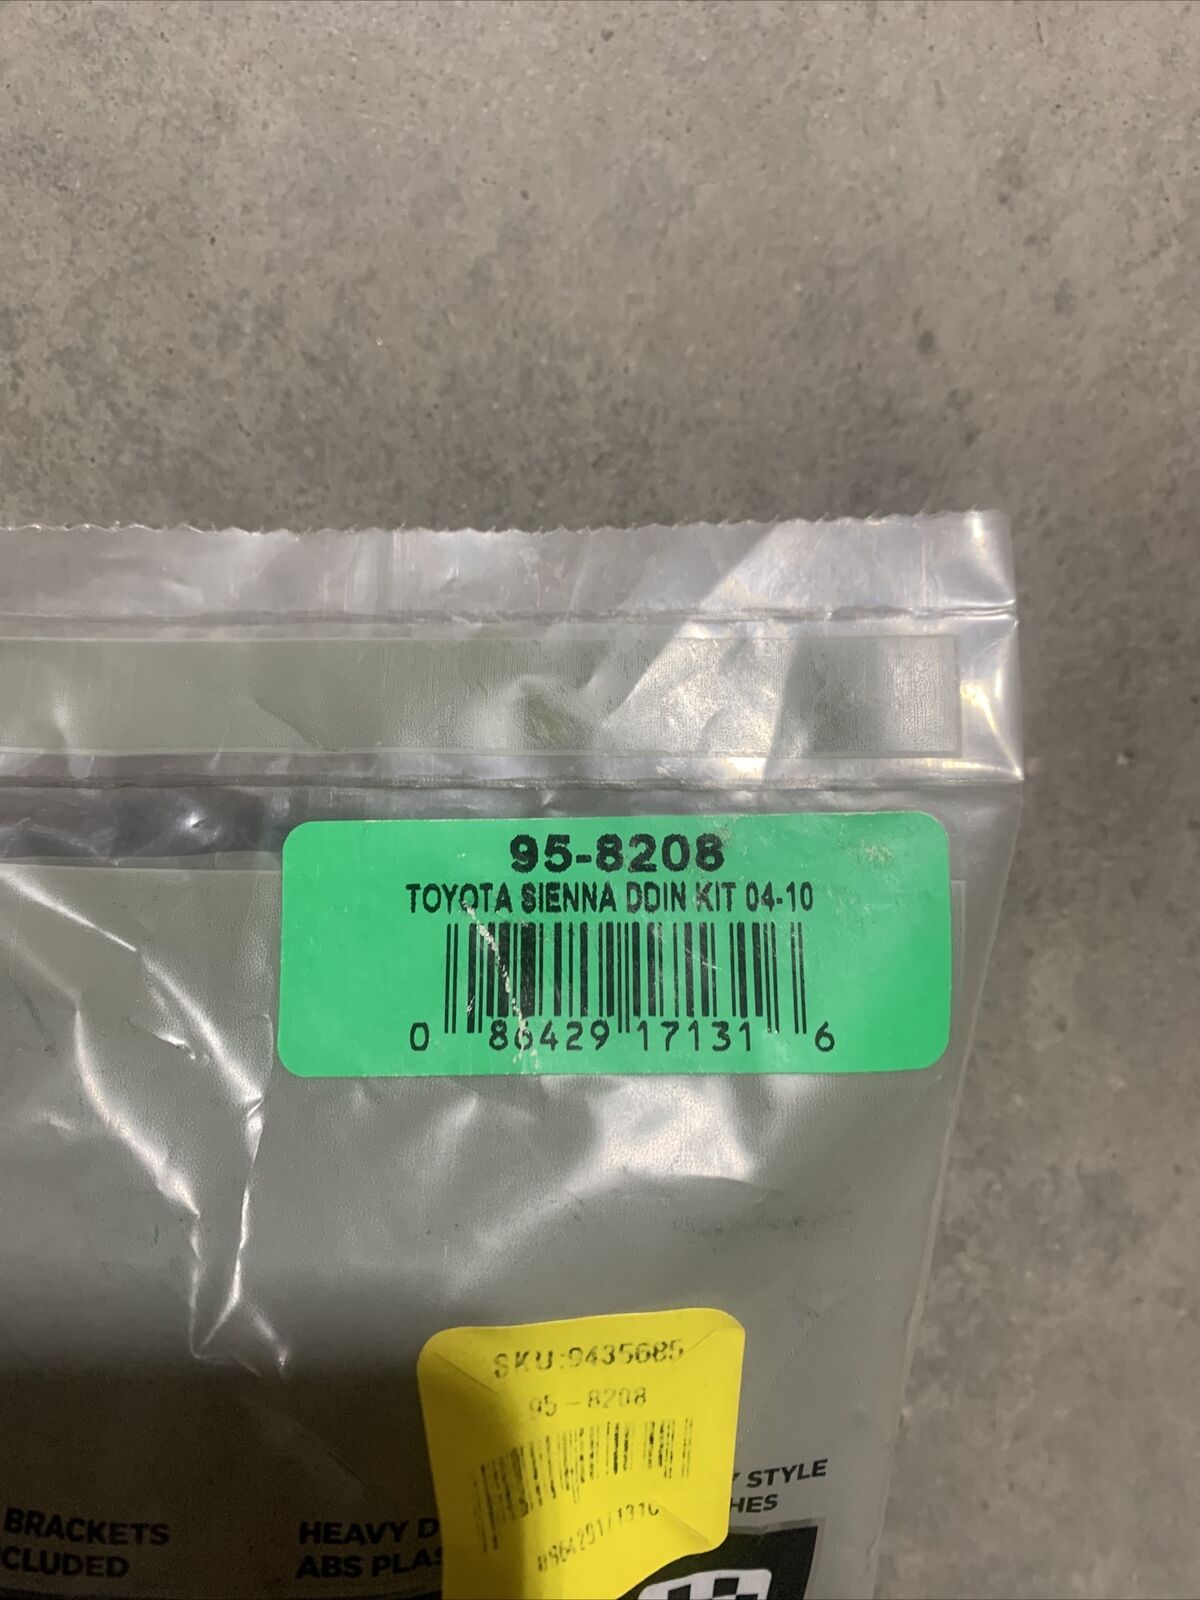 95-8208
TOYOTA SIENNA DDIN KIT 04-10
0 86429 17131 6
SKU:9435685
95-8208
BRACKETS
CLUDED
HEAVY D
ABS PLAS
Y STYLE
HES